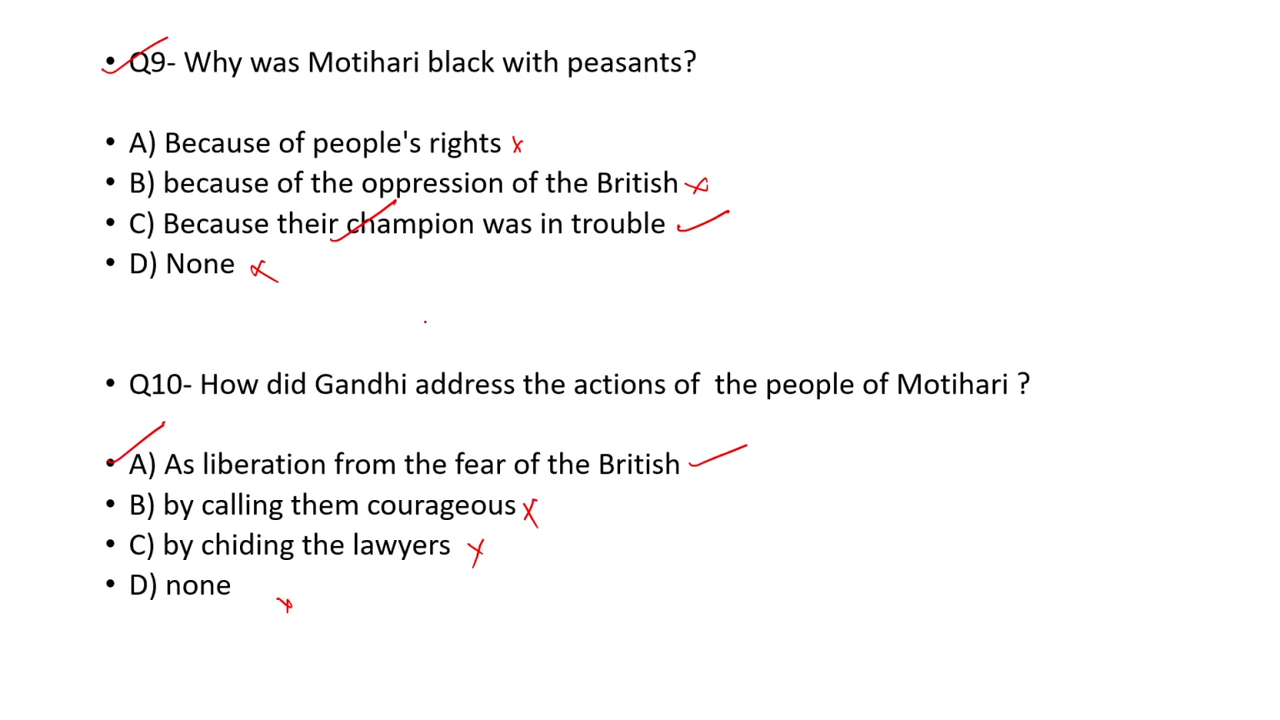 • Q9- Why was Motihari black with peasants?
• A) Because of people's rights
• B) because of the oppression of the British
• C) Because their champion was in trouble
• D) None
• Q10- How did Gandhi address the actions of  the people of Motihari ?
• A) As liberation from the fear of the British
• B) by calling them courageous
• C) by chiding the lawyers
• D) none